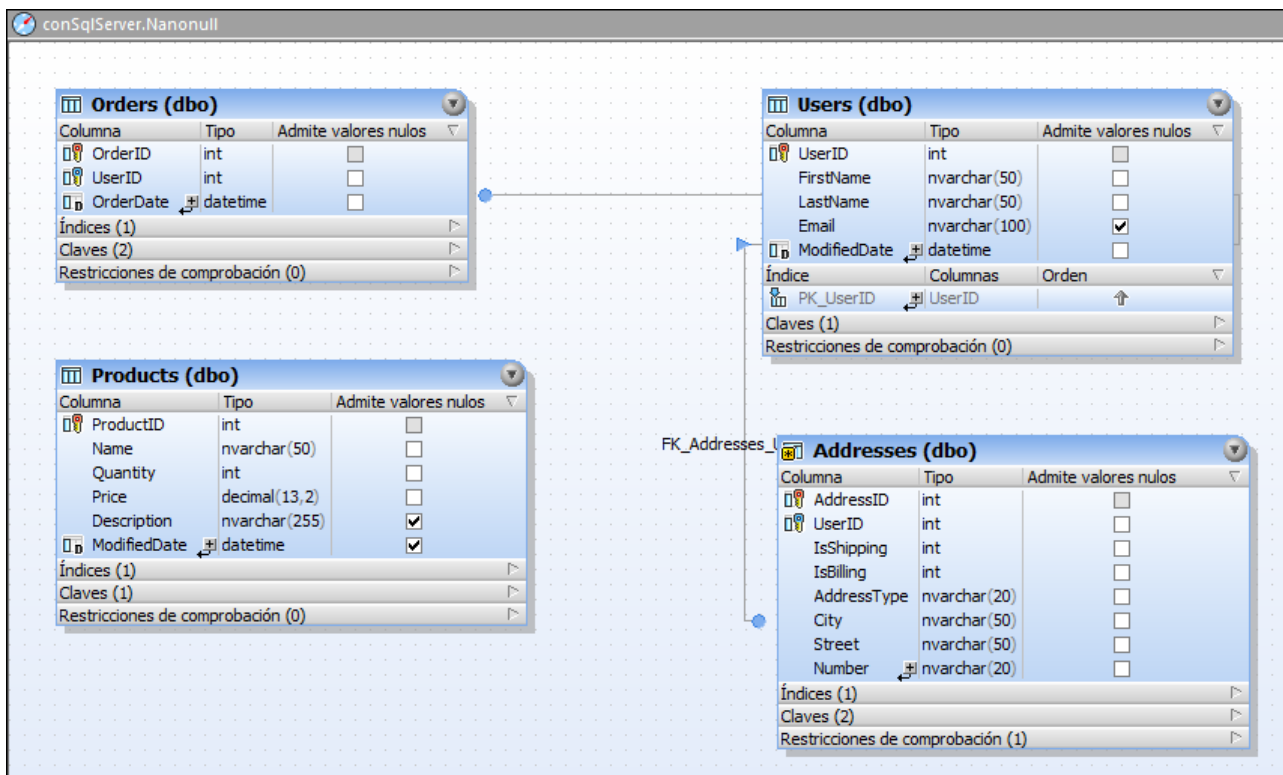 conSqlServer.Nanonull
Orders (dbo)
Columna Tipo Admite valores nulos
OrderID int
UserID int
OrderDate datetime
Índices (1)
Claves (2)
Restricciones de comprobación (0)
Users (dbo)
Columna Tipo Admite valores nulos
UserID int
FirstName nvarchar(50)
LastName nvarchar(50)
Email nvarchar(100)
ModifiedDate datetime
Índice Columnas Orden
PK_UserID UserID
Claves (1)
Restricciones de comprobación (0)
Products (dbo)
Columna Tipo Admite valores nulos
ProductID int
Name nvarchar(50)
Quantity int
Price decimal(13,2)
Description nvarchar(255)
ModifiedDate datetime
Índices (1)
Claves (1)
Restricciones de comprobación (0)
FK_Addresses_
Addresses (dbo)
Columna Tipo Admite valores nulos
AddressID int
UserID int
IsShipping int
IsBilling int
AddressType nvarchar(20)
City nvarchar(50)
Street nvarchar(50)
Number nvarchar(20)
Índices (1)
Claves (2)
Restricciones de comprobación (1)